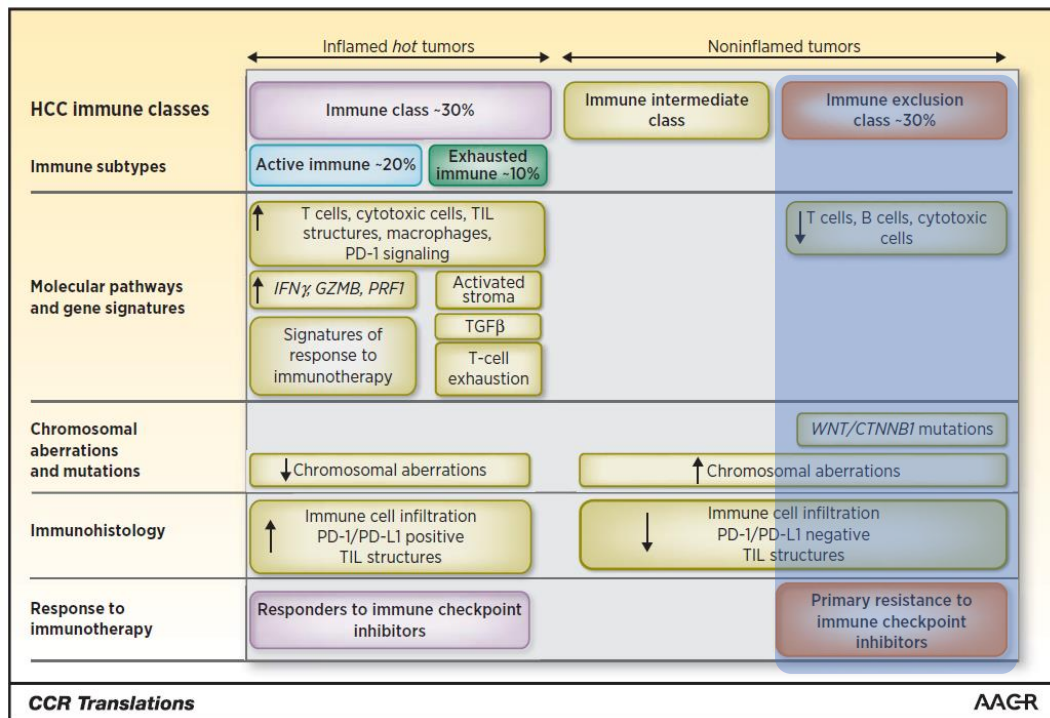 Inflamed hot tumors
Noninflamed tumors
HCC immune classes
Immune class ~30%
Immune intermediate
class
Immune exclusion
class ~30%
Immune subtypes
Active immune ~20%
Exhausted
immune ~10%
Molecular pathways
and gene signatures
↑ T cells, cytotoxic cells, TIL
structures, macrophages,
PD-1 signaling
↓ T cells, B cells, cytotoxic
cells
↑ IFNγ, GZMB, PRF1
Activated
stroma
Signatures of
response to
immunotherapy
TGFβ
T-cell
exhaustion
Chromosomal
aberrations
and mutations
WNT/CTNNB1 mutations
↓ Chromosomal aberrations
↑ Chromosomal aberrations
Immunohistology
↑ Immune cell infiltration
PD-1/PD-L1 positive
TIL structures
↓ Immune cell infiltration
PD-1/PD-L1 negative
TIL structures
Response to
immunotherapy
Responders to immune checkpoint
inhibitors
Primary resistance to
immune checkpoint
inhibitors
CCR Translations
AACR